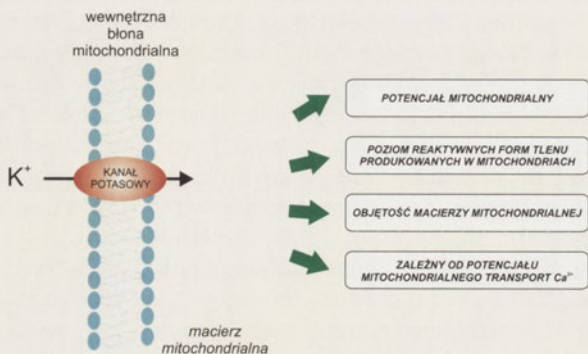 wewnętrzna
błona
mitochondrialna
K⁺
KANAŁ
POTASOWY
POTENCJAŁ MITOCHONDRIALNY
POZIOM REAKTYWNYCH FORM TLENU
PRODUKOWANYCH W MITOCHONDRIACH
OBJĘTOŚĆ MACIERZY MITOCHONDRIALNEJ
ZALEŻNY OD POTENCJAŁU
MITOCHONDRIALNEGO TRANSPORT Ca²⁺
macierz
mitochondrialna